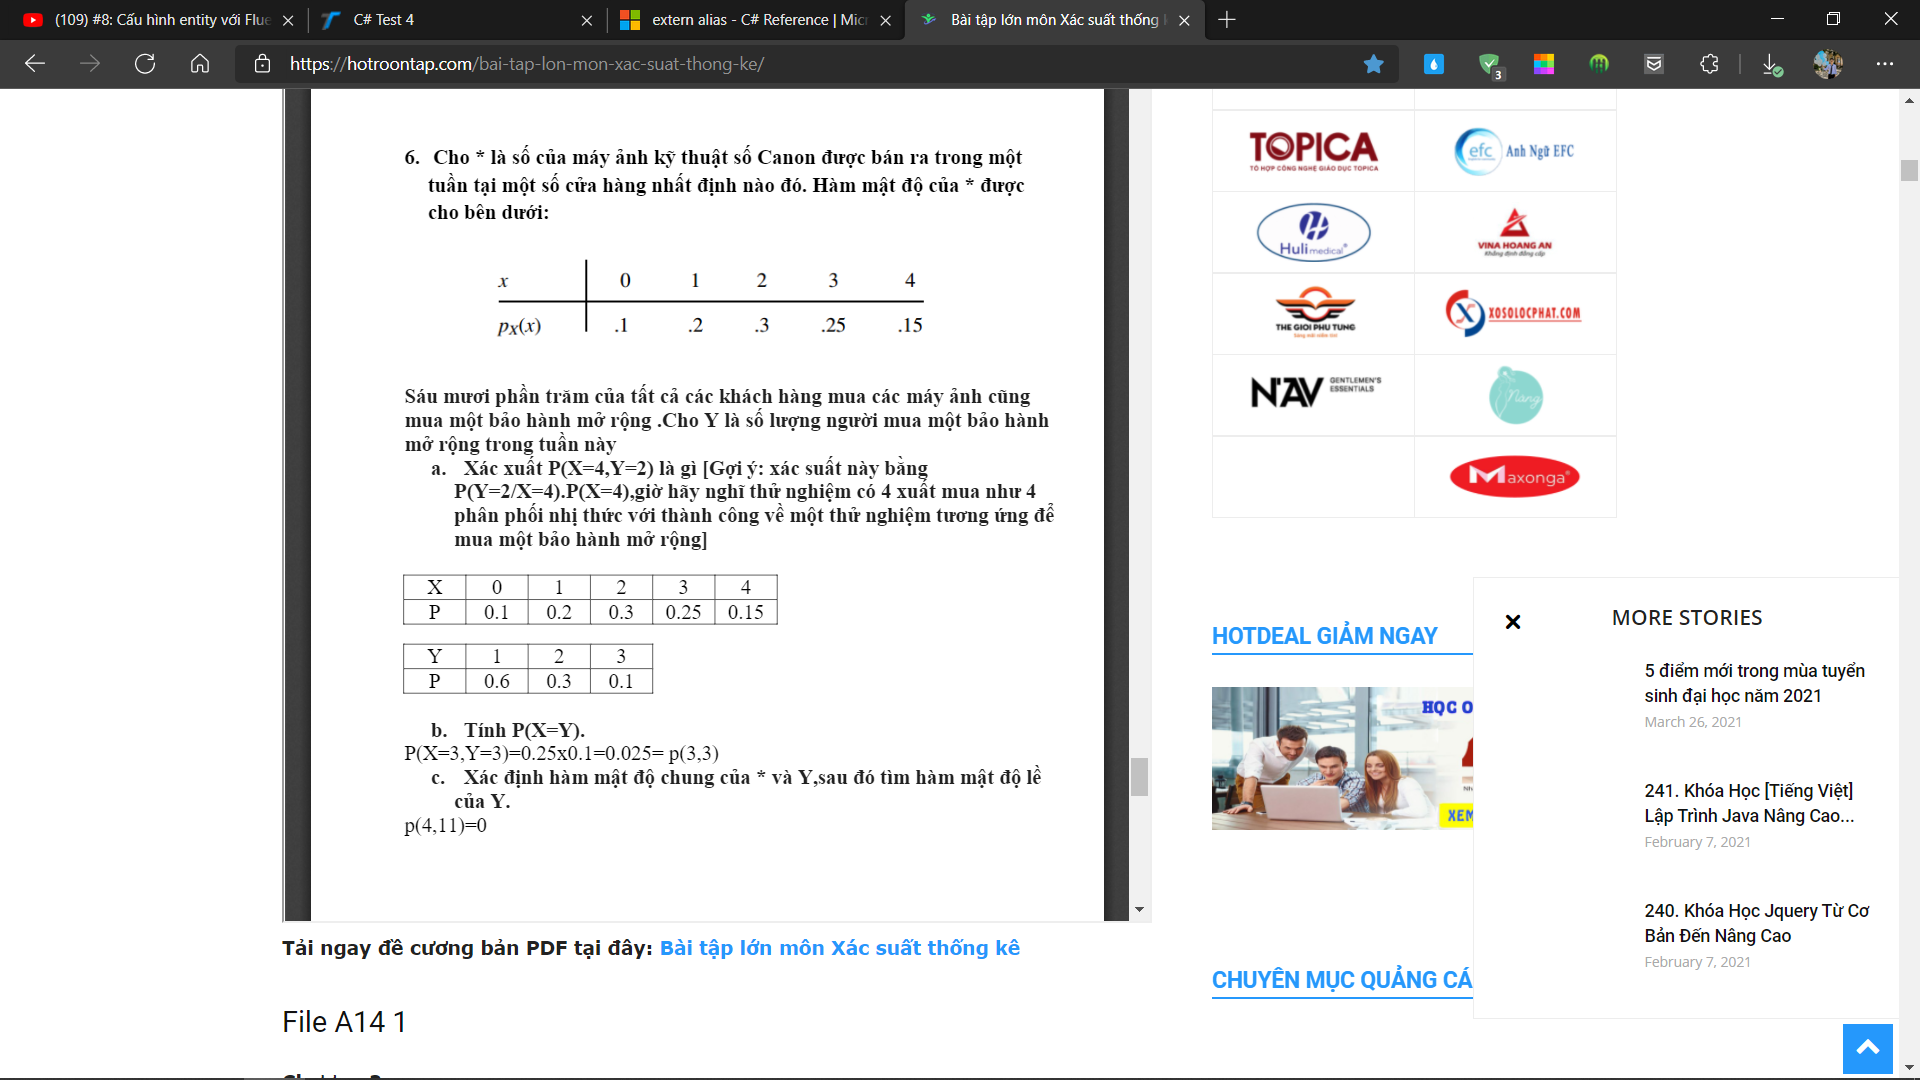 (109) #8: Cấu hình entity với Flue
C# Test 4
extern alias - C# Reference | Mic
Bài tập lớn môn Xác suất thống
https://hotroontap.com/bai-tap-lon-mon-xac-suat-thong-ke/
3
6. Cho * là số của máy ảnh kỹ thuật số Canon được bán ra trong một
tuần tại một số cửa hàng nhất định nào đó. Hàm mật độ của * được
cho bên dưới:
x 0 1 2 3 4
pX(x) .1 .2 .3 .25 .15
Sáu mươi phần trăm của tất cả các khách hàng mua các máy ảnh cũng
mua một bảo hành mở rộng .Cho Y là số lượng người mua một bảo hành
mở rộng trong tuần này
a. Xác xuất P(X=4,Y=2) là gì [Gợi ý: xác suất này bằng
P(Y=2/X=4).P(X=4),giờ hãy nghĩ thử nghiệm có 4 xuất mua như 4
phân phối nhị thức với thành công về một thử nghiệm tương ứng để
mua một bảo hành mở rộng]
X 0 1 2 3 4
P 0.1 0.2 0.3 0.25 0.15
Y 1 2 3
P 0.6 0.3 0.1
b. Tính P(X=Y).
P(X=3,Y=3)=0.25x0.1=0.025= p(3,3)
c. Xác định hàm mật độ chung của * và Y,sau đó tìm hàm mật độ lề
của Y.
p(4,11)=0
Tải ngay đề cương bản PDF tại đây: Bài tập lớn môn Xác suất thống kê
File A14 1
TOPICA
TỔ HỢP CÔNG NGHỆ GIÁO DỤC TOPICA
efc Anh Ngữ EFC
Huli medical
VINA HOANG AN
Khẳng định đẳng cấp
THE GIOI PHU TUNG
XOSOLOCPHAT.COM
NAV GENTLEMEN'S
ESSENTIALS
Nàng
Maxonga
HOTDEAL GIẢM NGAY
HỌC O
XEM
CHUYÊN MỤC QUẢNG CÁ
MORE STORIES
5 điểm mới trong mùa tuyển
sinh đại học năm 2021
March 26, 2021
241. Khóa Học [Tiếng Việt]
Lập Trình Java Nâng Cao...
February 7, 2021
240. Khóa Học Jquery Từ Cơ
Bản Đến Nâng Cao
February 7, 2021